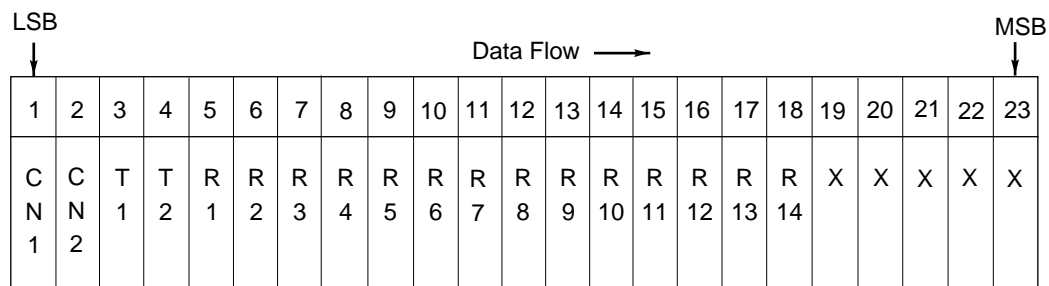 LSB
MSB
Data Flow
1 2 3 4 5 6 7 8 9 10 11 12 13 14 15 16 17 18 19 20 21 22 23
C C T T R R R R R R R R R R R R R R X X X X X
N N 1 2 1 2 3 4 5 6 7 8 9 10 11 12 13 14
1 2